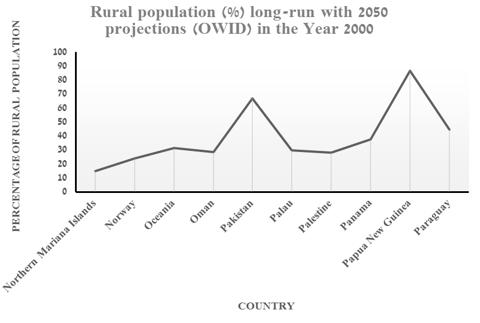 Rural population (%) long-run with 2050
projections (OWID) in the Year 2000
PERCENTAGE OF RURAL POPULATION
100
90
80
70
60
50
40
30
20
10
0
Northern Mariana Islands
Norway
Oceania
Oman
Pakistan
Palau
Palestine
Panama
Papua New Guinea
Paraguay
COUNTRY